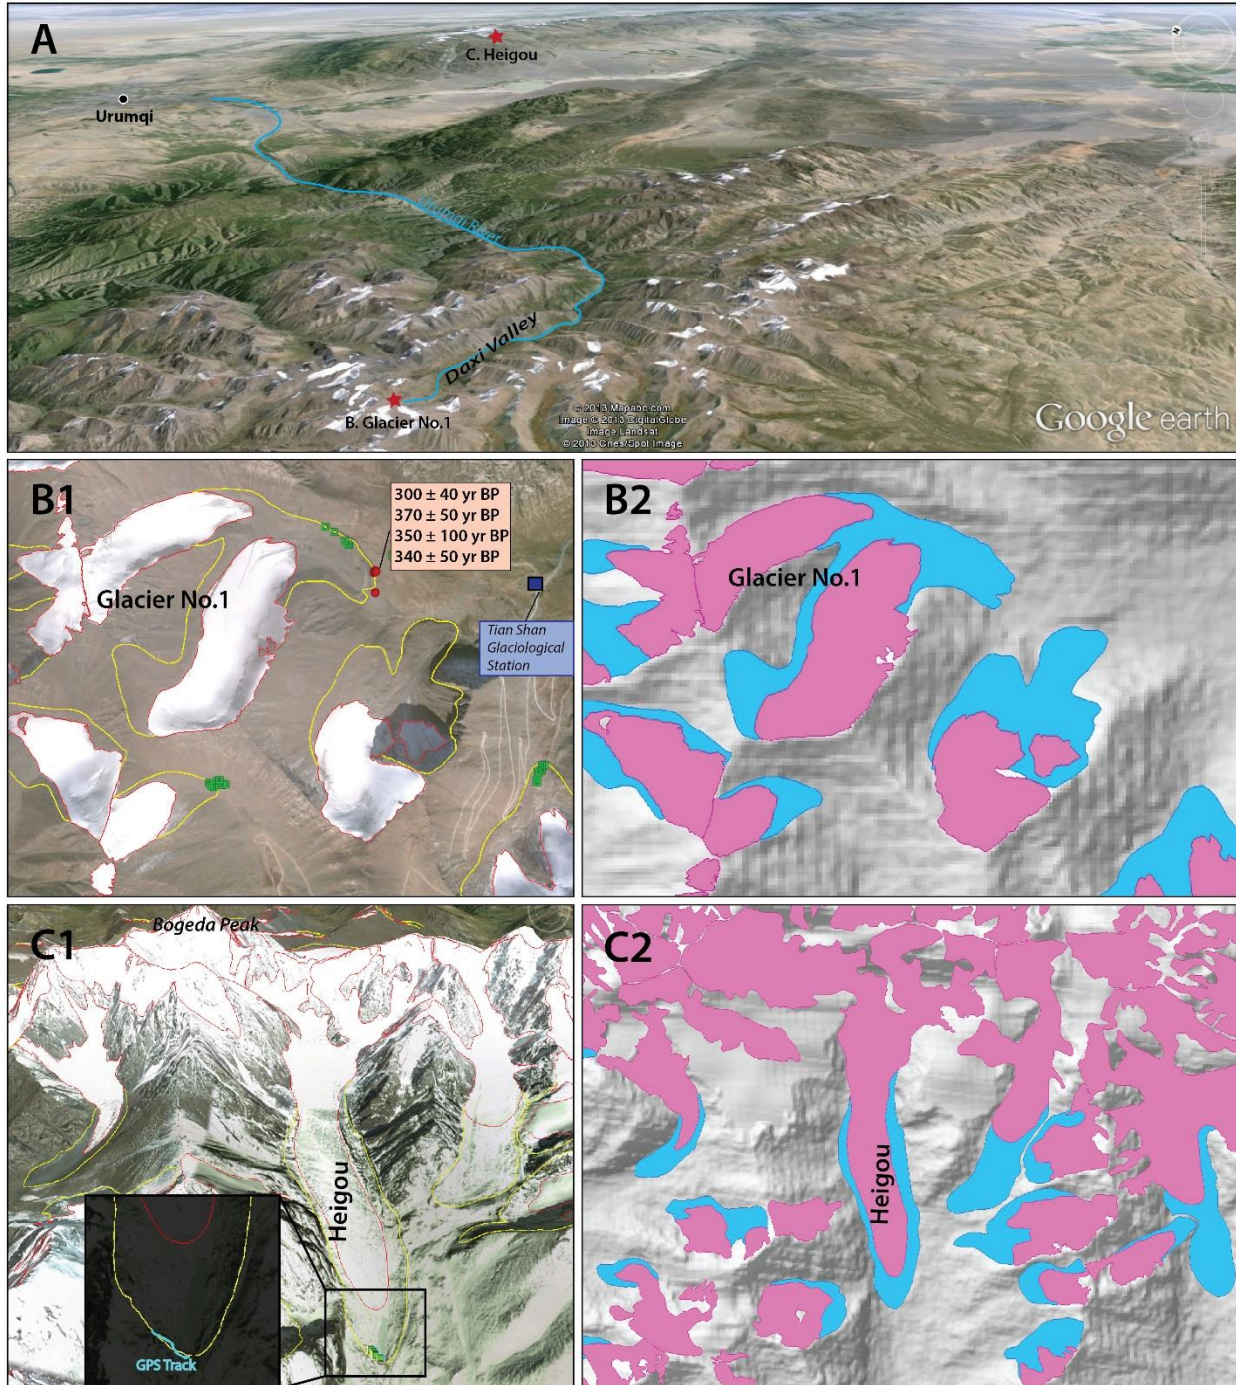 A
C. Heigou
Urumqi
Urumqi River
Daxi Valley
B. Glacier No.1
© 2013 Mapabc.com
Image © 2013 DigitalGlobe
Image Landsat
© 2013 Cnes/Spot Image
Google earth
B1
300 ± 40 yr BP
370 ± 50 yr BP
350 ± 100 yr BP
340 ± 50 yr BP
Glacier No.1
Tian Shan
Glaciological
Station
B2
Glacier No.1
C1
Bogeda Peak
Heigou
GPS Track
C2
Heigou